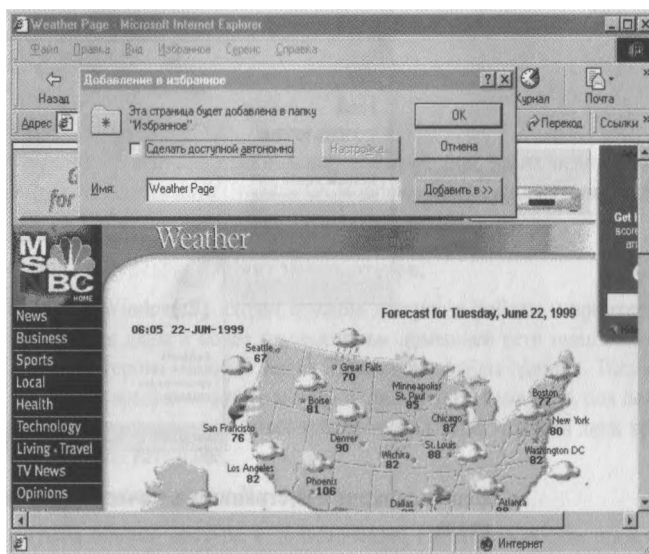 Weather Page - Microsoft Internet Explorer
Файл Правка Вид Избранное Сервис Справка
Назад
Журнал
Почта
Адрес
Переход
Ссылки »
Добавление в избранное
Эта страница будет добавлена в папку
"Избранное".
Сделать доступной автономно
Настройка...
Имя:
Weather Page
OK
Отмена
Добавить в >>
for
Get
MSNBC
HOME
Weather
News
Business
Sports
Local
Health
Technology
Living - Travel
TV News
Opinions
06:05 22-JUN-1999
Forecast for Tuesday, June 22, 1999
Seattle
67
Great Falls
70
Minneapolis/
St. Paul
85
Boise
81
Boston
77
Chicago
87
New York
80
San Francisco
76
Denver
90
Wichita
82
St. Louis
88
Washington DC
82
Los Angeles
82
Phoenix
106
Dallas
Atlanta
Интернет